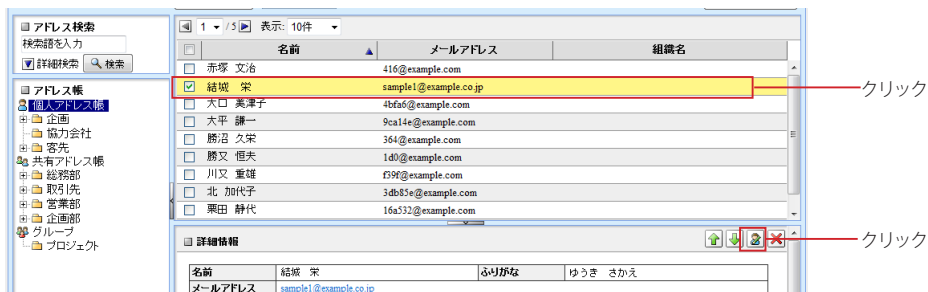 アドレス検索
検索語を入力
詳細検索 検索
アドレス帳
個人アドレス帳
企画
協力会社
客先
共有アドレス帳
総務部
取引先
営業部
企画部
グループ
プロジェクト
1 / 5 表示: 10件
名前 メールアドレス 組織名
赤塚 文治 416@example.com
結城 栄 sample1@example.co.jp
クリック
大口 美津子 4bfa6@example.com
大平 謙一 9ca14e@example.com
勝沼 久栄 364@example.com
勝又 恒夫 1d0@example.com
川又 重雄 f39f@example.com
北 加代子 3db85e@example.com
栗田 静代 16a532@example.com
詳細情報
クリック
名前 結城 栄 ふりがな ゆうき さかえ
メールアドレス sample1@example.co.jp